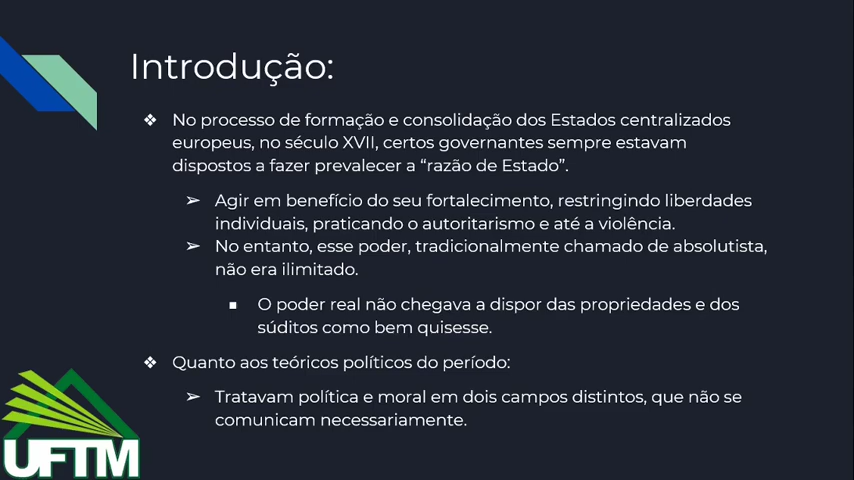 Introdução:
❖ No processo de formação e consolidação dos Estados centralizados
europeus, no século XVII, certos governantes sempre estavam
dispostos a fazer prevalecer a “razão de Estado”.
➢ Agir em benefício do seu fortalecimento, restringindo liberdades
individuais, praticando o autoritarismo e até a violência.
➢ No entanto, esse poder, tradicionalmente chamado de absolutista,
não era ilimitado.
■ O poder real não chegava a dispor das propriedades e dos
súditos como bem quisesse.
❖ Quanto aos teóricos políticos do período:
➢ Tratavam política e moral em dois campos distintos, que não se
comunicam necessariamente.
UFTM